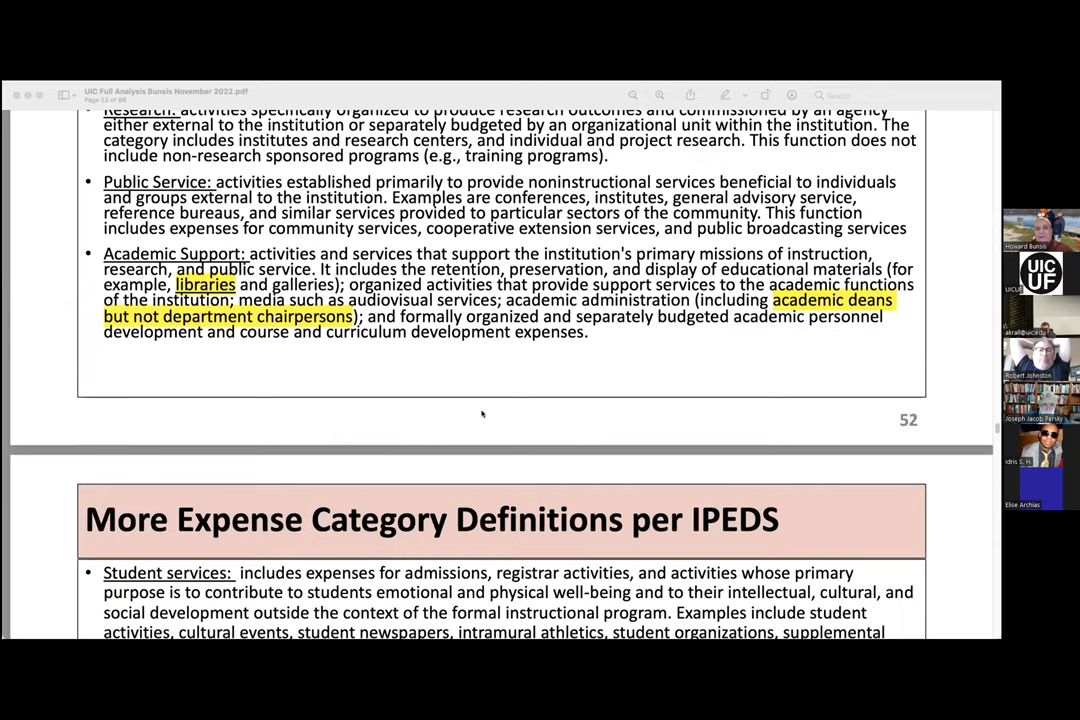 UIC Full Analysis Bunsis November 2022.pdf
Page 52 of 86
Search
Research: activities specifically organized to produce research outcomes and commissioned by an agency
either external to the institution or separately budgeted by an organizational unit within the institution. The
category includes institutes and research centers, and individual and project research. This function does not
include non-research sponsored programs (e.g., training programs).
• Public Service: activities established primarily to provide noninstructional services beneficial to individuals
and groups external to the institution. Examples are conferences, institutes, general advisory service,
reference bureaus, and similar services provided to particular sectors of the community. This function
includes expenses for community services, cooperative extension services, and public broadcasting services
• Academic Support: activities and services that support the institution's primary missions of instruction,
research, and public service. It includes the retention, preservation, and display of educational materials (for
example, libraries and galleries); organized activities that provide support services to the academic functions
of the institution; media such as audiovisual services; academic administration (including academic deans
but not department chairpersons); and formally organized and separately budgeted academic personnel
development and course and curriculum development expenses.
52
More Expense Category Definitions per IPEDS
• Student services: includes expenses for admissions, registrar activities, and activities whose primary
purpose is to contribute to students emotional and physical well-being and to their intellectual, cultural, and
social development outside the context of the formal instructional program. Examples include student
activities, cultural events, student newspapers, intramural athletics, student organizations, supplemental
Howard Bunsis
UIC
UF
UICUF
akrall@uic.edu
Robert Johnston
Joseph Jacob Persky
Idris S. H.
Elise Archias